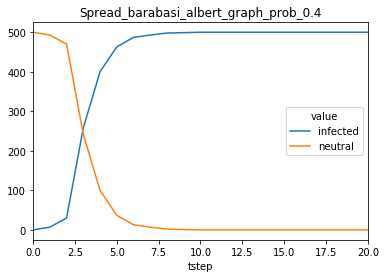 Spread_barabasi_albert_graph_prob_0.4
500
400
300
200
100
0
value
infected
neutral
0.0 2.5 5.0 7.5 10.0 12.5 15.0 17.5 20.0
tstep